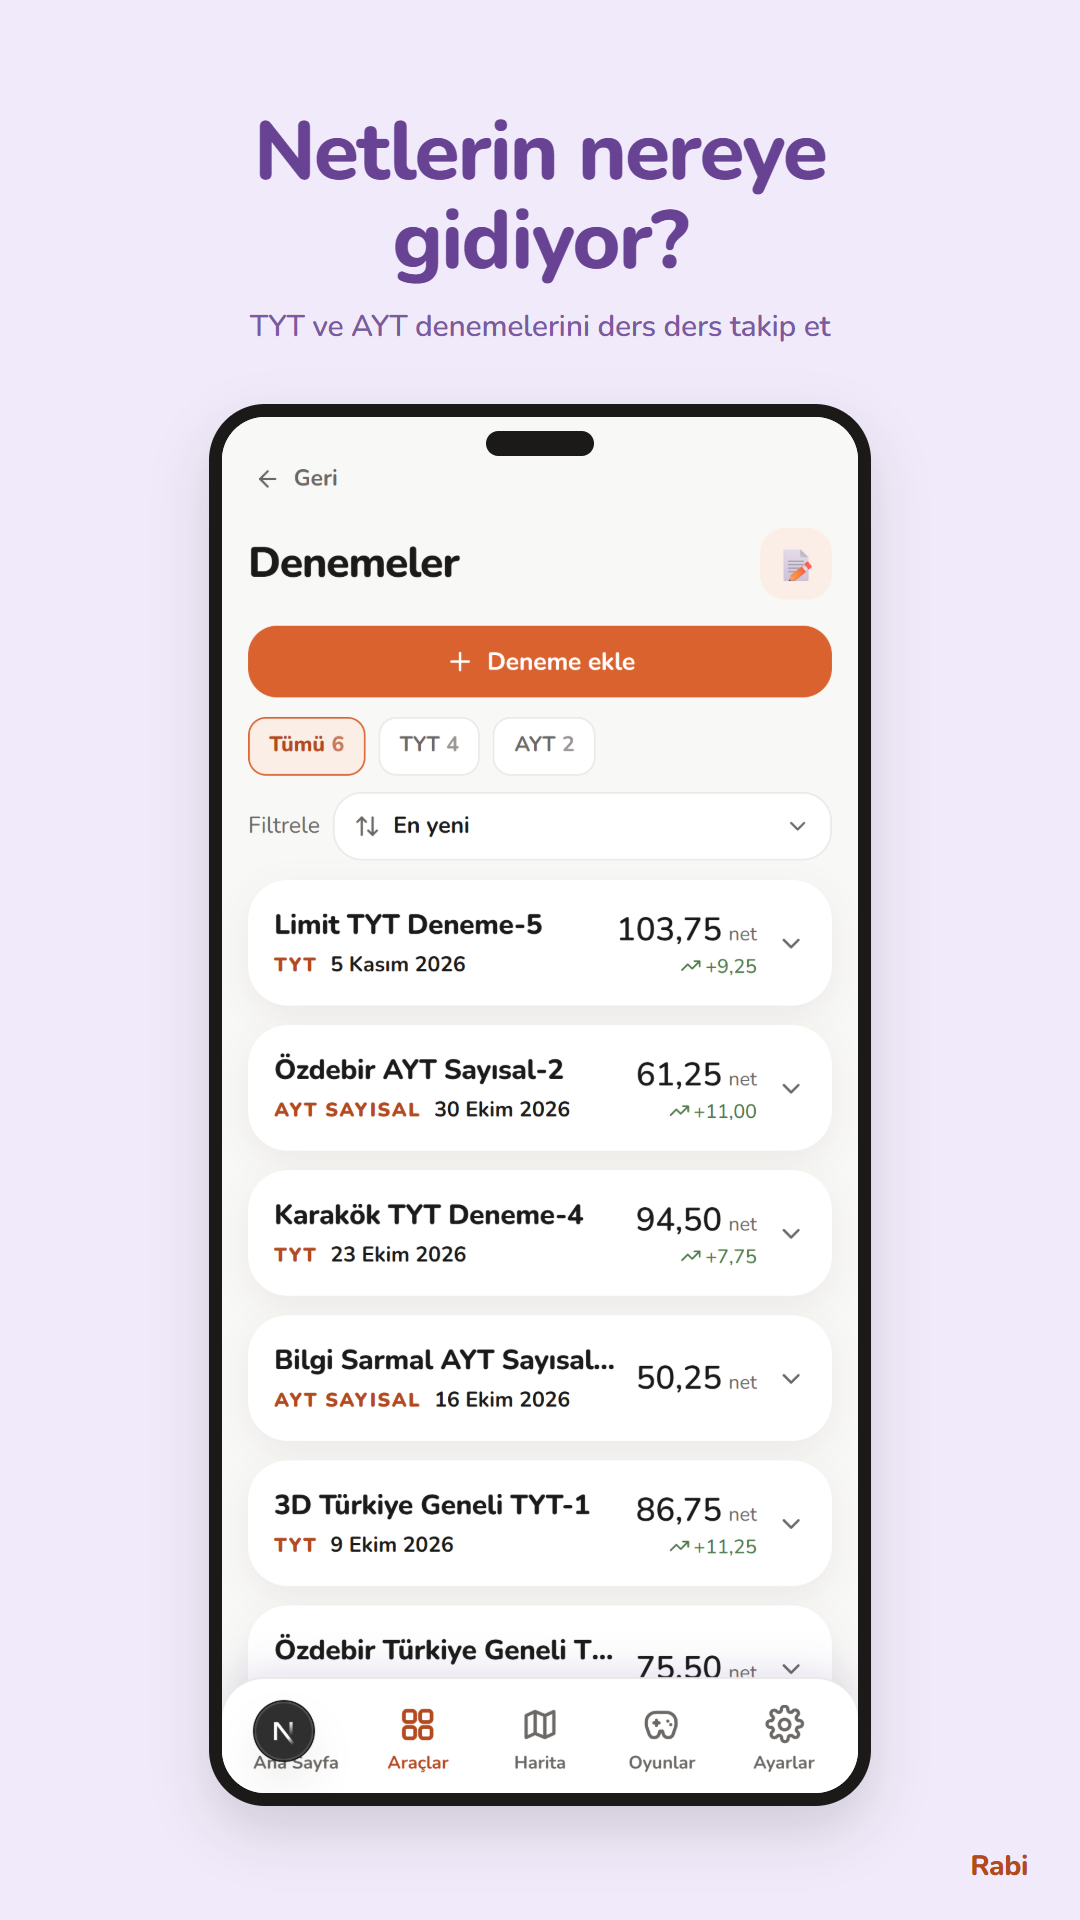 Netlerin nereye
gidiyor?
TYT ve AYT denemelerini ders ders takip et
Geri
Denemeler
Deneme ekle
Tümü 6 TYT 4 AYT 2
Filtrele En yeni
Limit TYT Deneme-5 103,75 net
TYT 5 Kasım 2026 +9,25
Özdebir AYT Sayısal-2 61,25 net
AYT SAYISAL 30 Ekim 2026 +11,00
Karakök TYT Deneme-4 94,50 net
TYT 23 Ekim 2026 +7,75
Bilgi Sarmal AYT Sayısal... 50,25 net
AYT SAYISAL 16 Ekim 2026
3D Türkiye Geneli TYT-1 86,75 net
TYT 9 Ekim 2026 +11,25
Özdebir Türkiye Geneli T... 75,50 net
N
Ana Sayfa Araçlar Harita Oyunlar Ayarlar
Rabi